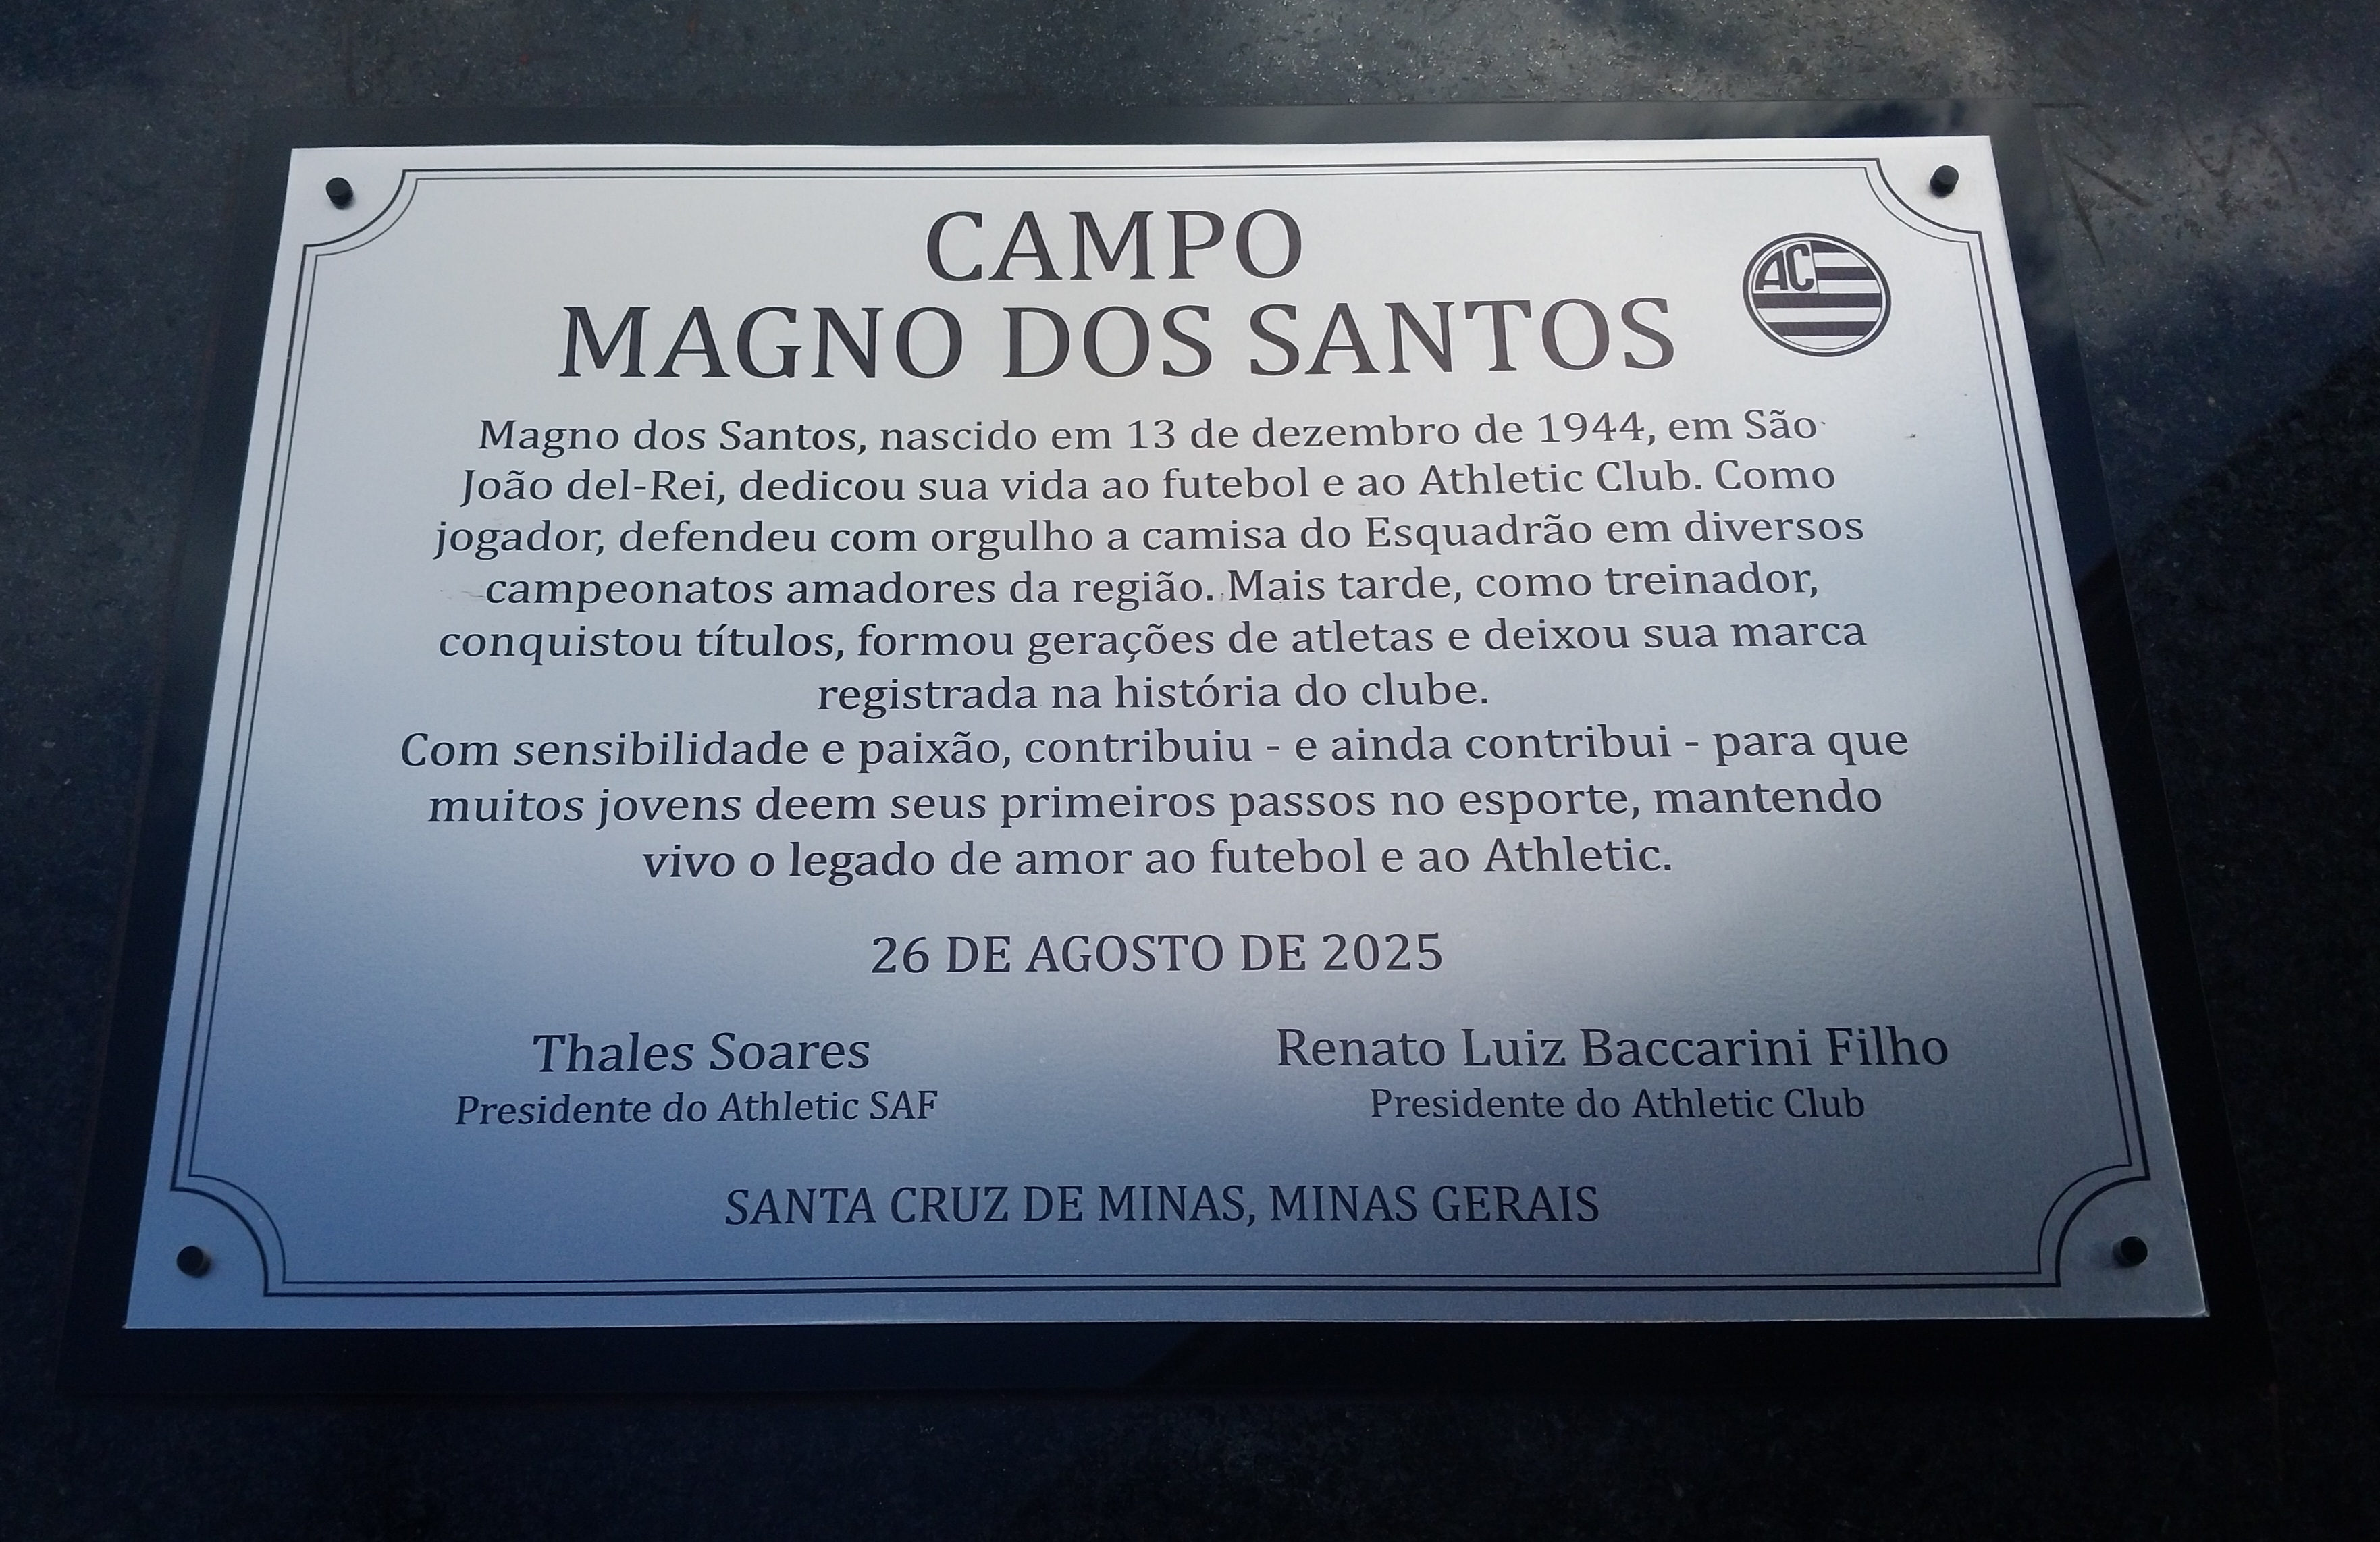 CAMPO
MAGNO DOS SANTOS
AC
Magno dos Santos, nascido em 13 de dezembro de 1944, em São
João del-Rei, dedicou sua vida ao futebol e ao Athletic Club. Como
jogador, defendeu com orgulho a camisa do Esquadrão em diversos
campeonatos amadores da região. Mais tarde, como treinador,
conquistou títulos, formou gerações de atletas e deixou sua marca
registrada na história do clube.
Com sensibilidade e paixão, contribuiu - e ainda contribui - para que
muitos jovens deem seus primeiros passos no esporte, mantendo
vivo o legado de amor ao futebol e ao Athletic.
26 DE AGOSTO DE 2025
Thales Soares
Presidente do Athletic SAF
Renato Luiz Baccarini Filho
Presidente do Athletic Club
SANTA CRUZ DE MINAS, MINAS GERAIS